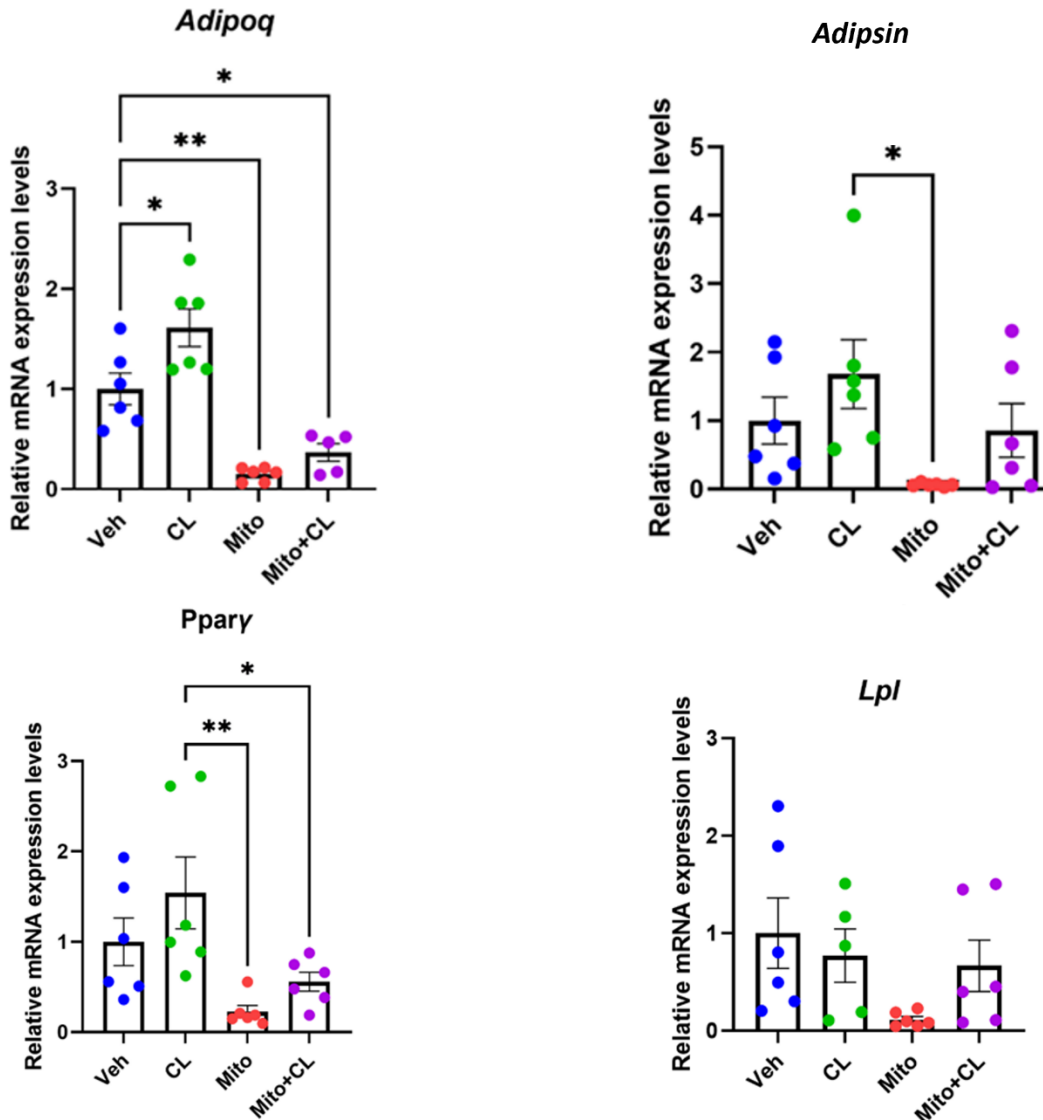 Adipoq
Relative mRNA expression levels
3
2
1
0
*
**
*
Veh
CL
Mito
Mito+CL
Adipsin
Relative mRNA expression levels
5
4
3
2
1
0
*
Veh
CL
Mito
Mito+CL
Pparγ
Relative mRNA expression levels
3
2
1
0
*
**
Veh
CL
Mito
Mito+CL
Lpl
Relative mRNA expression levels
3
2
1
0
Veh
CL
Mito
Mito+CL